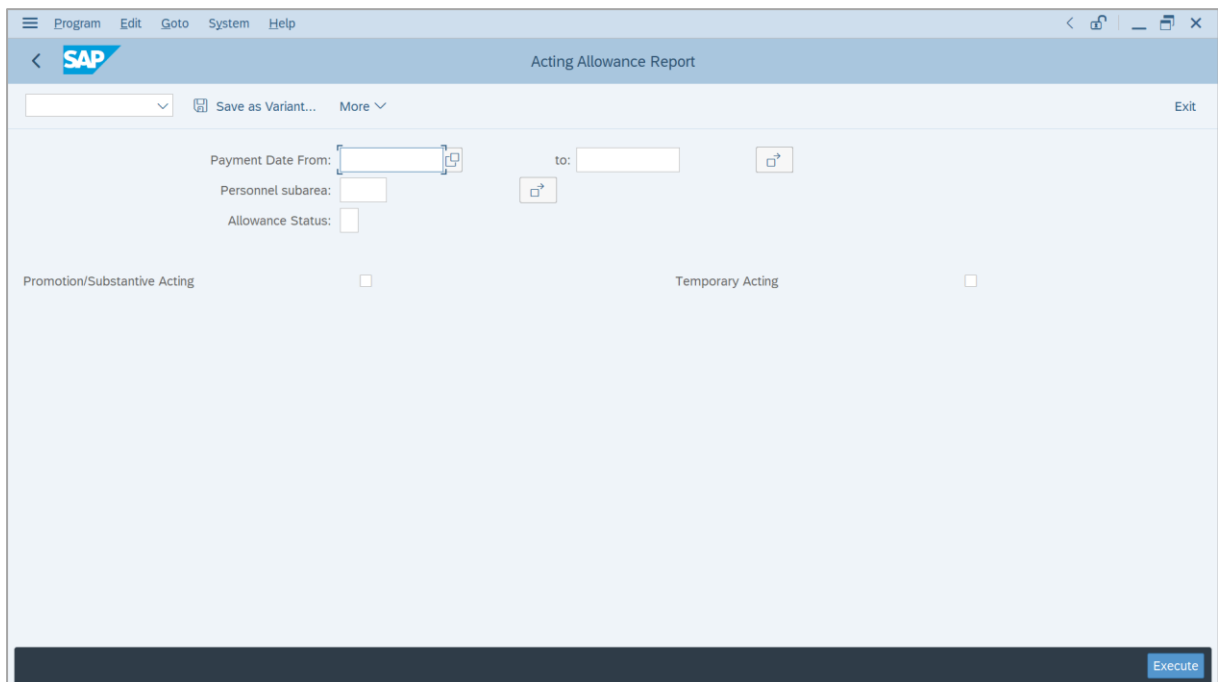 Program Edit Goto System Help
SAP Acting Allowance Report
Save as Variant... More Exit
Payment Date From: to:
Personnel subarea:
Allowance Status:
Promotion/Substantive Acting Temporary Acting
Execute